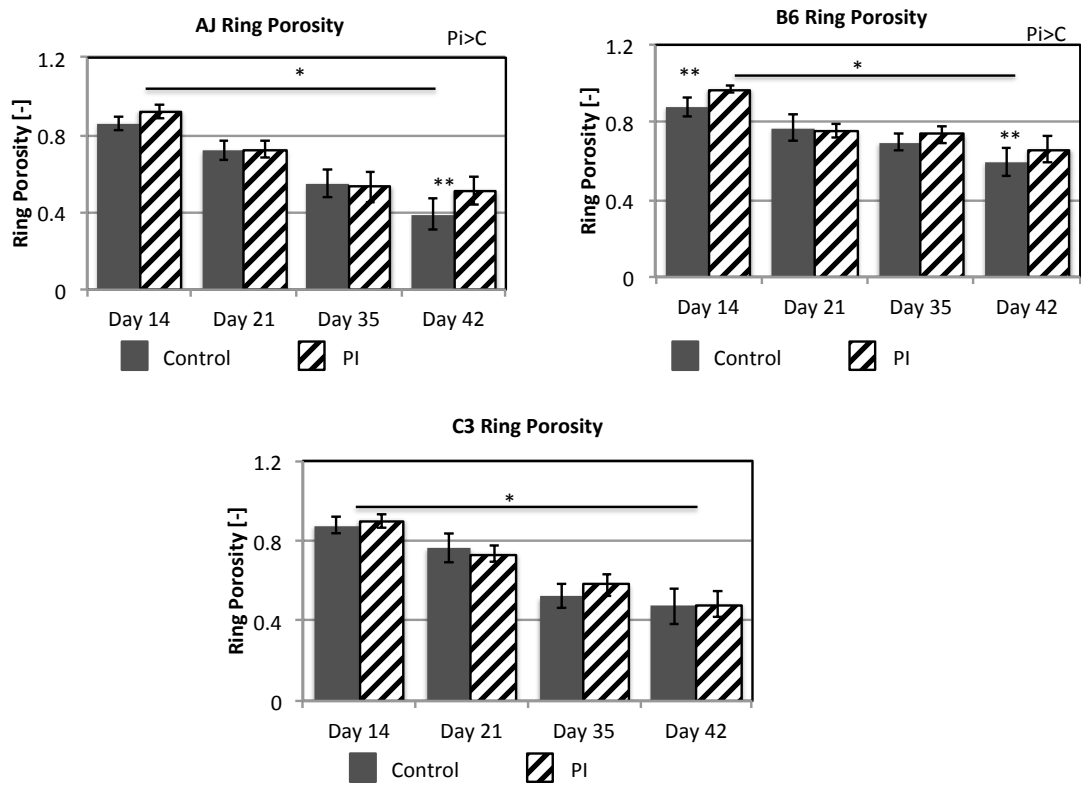 AJ Ring Porosity
Pi>C
Ring Porosity [-]
1.2
0.8
0.4
0
*
**
Day 14 Day 21 Day 35 Day 42
Control PI
B6 Ring Porosity
Pi>C
Ring Porosity [-]
1.2
0.8
0.4
0
**
*
**
Day 14 Day 21 Day 35 Day 42
Control PI
C3 Ring Porosity
Ring Porosity [-]
1.2
0.8
0.4
0
*
Day 14 Day 21 Day 35 Day 42
Control PI